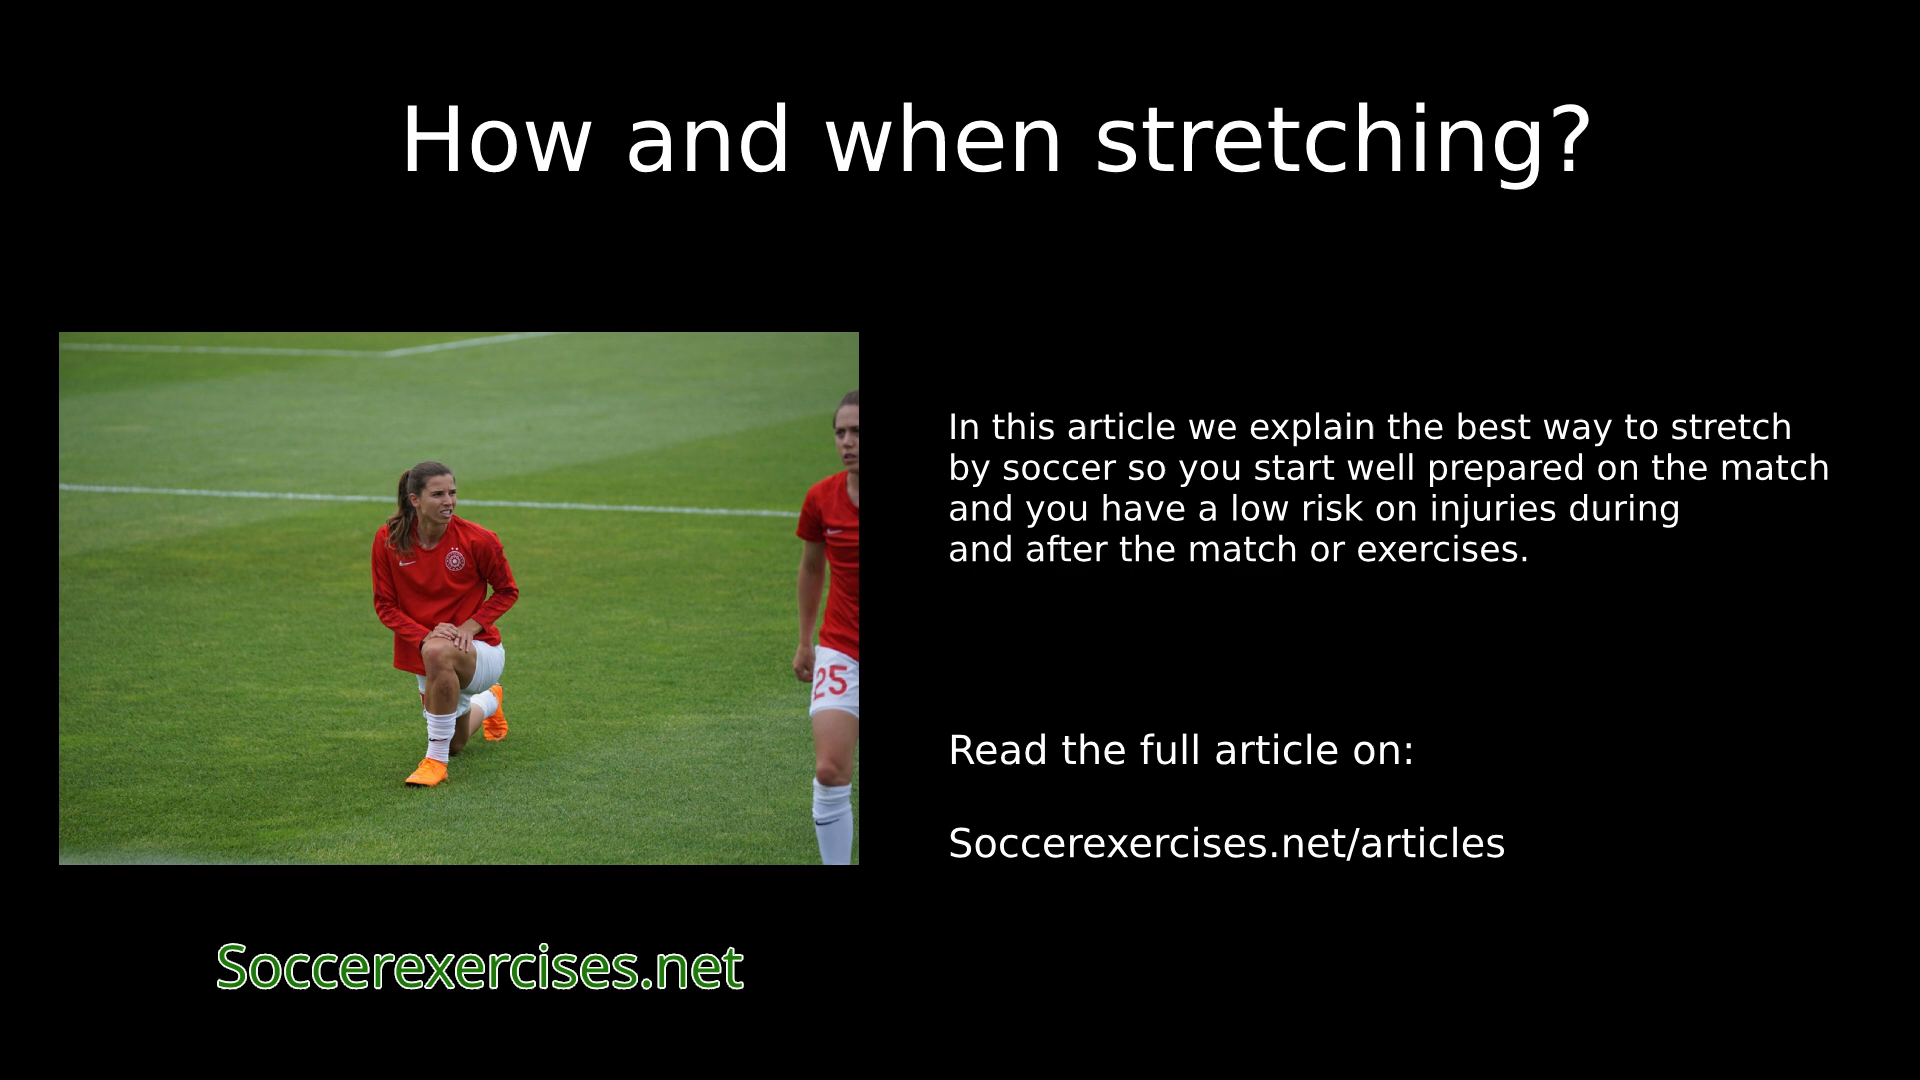 How and when stretching?
In this article we explain the best way to stretch
by soccer so you start well prepared on the match
and you have a low risk on injuries during
and after the match or exercises.
25
Read the full article on:
Soccerexercises.net/articles
Soccerexercises.net